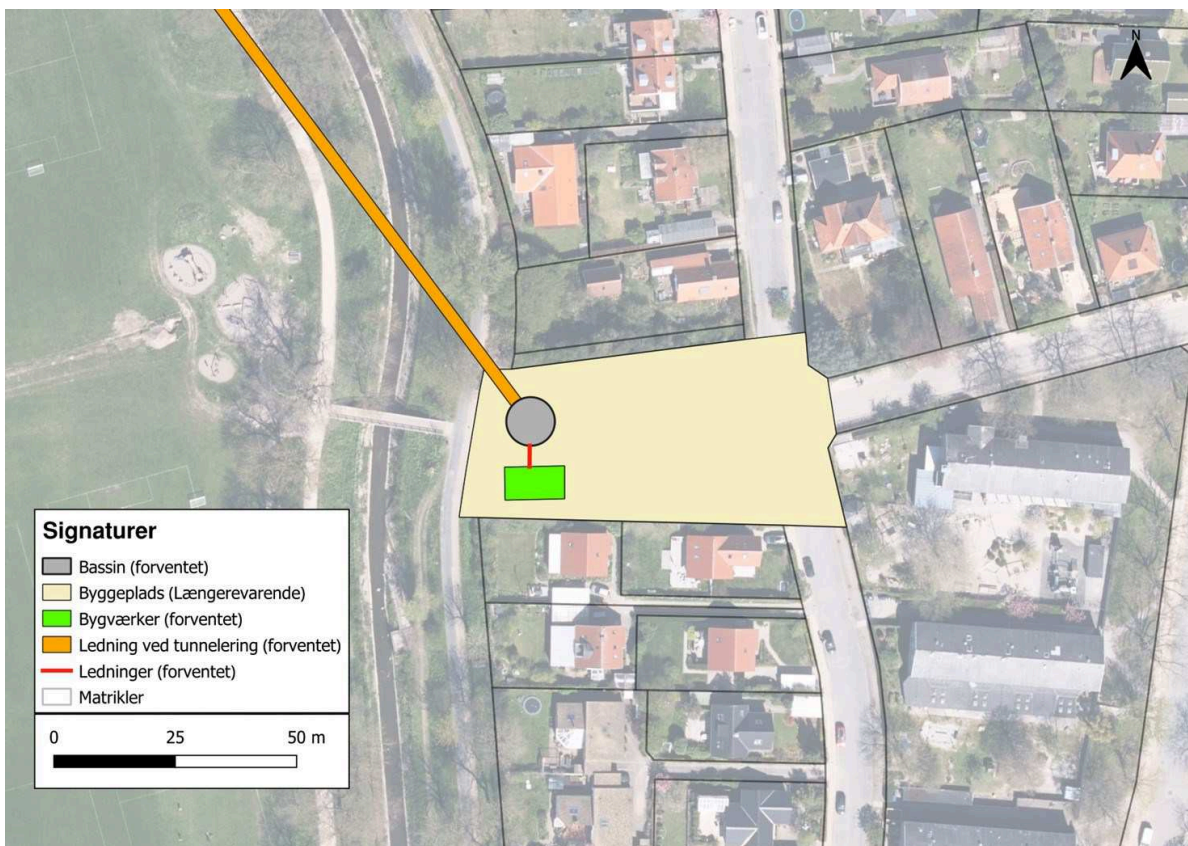 N
Signaturer
Bassin (forventet)
Byggeplads (Længerevarende)
Bygværker (forventet)
Ledning ved tunnelering (forventet)
Ledninger (forventet)
Matrikler
0 25 50 m